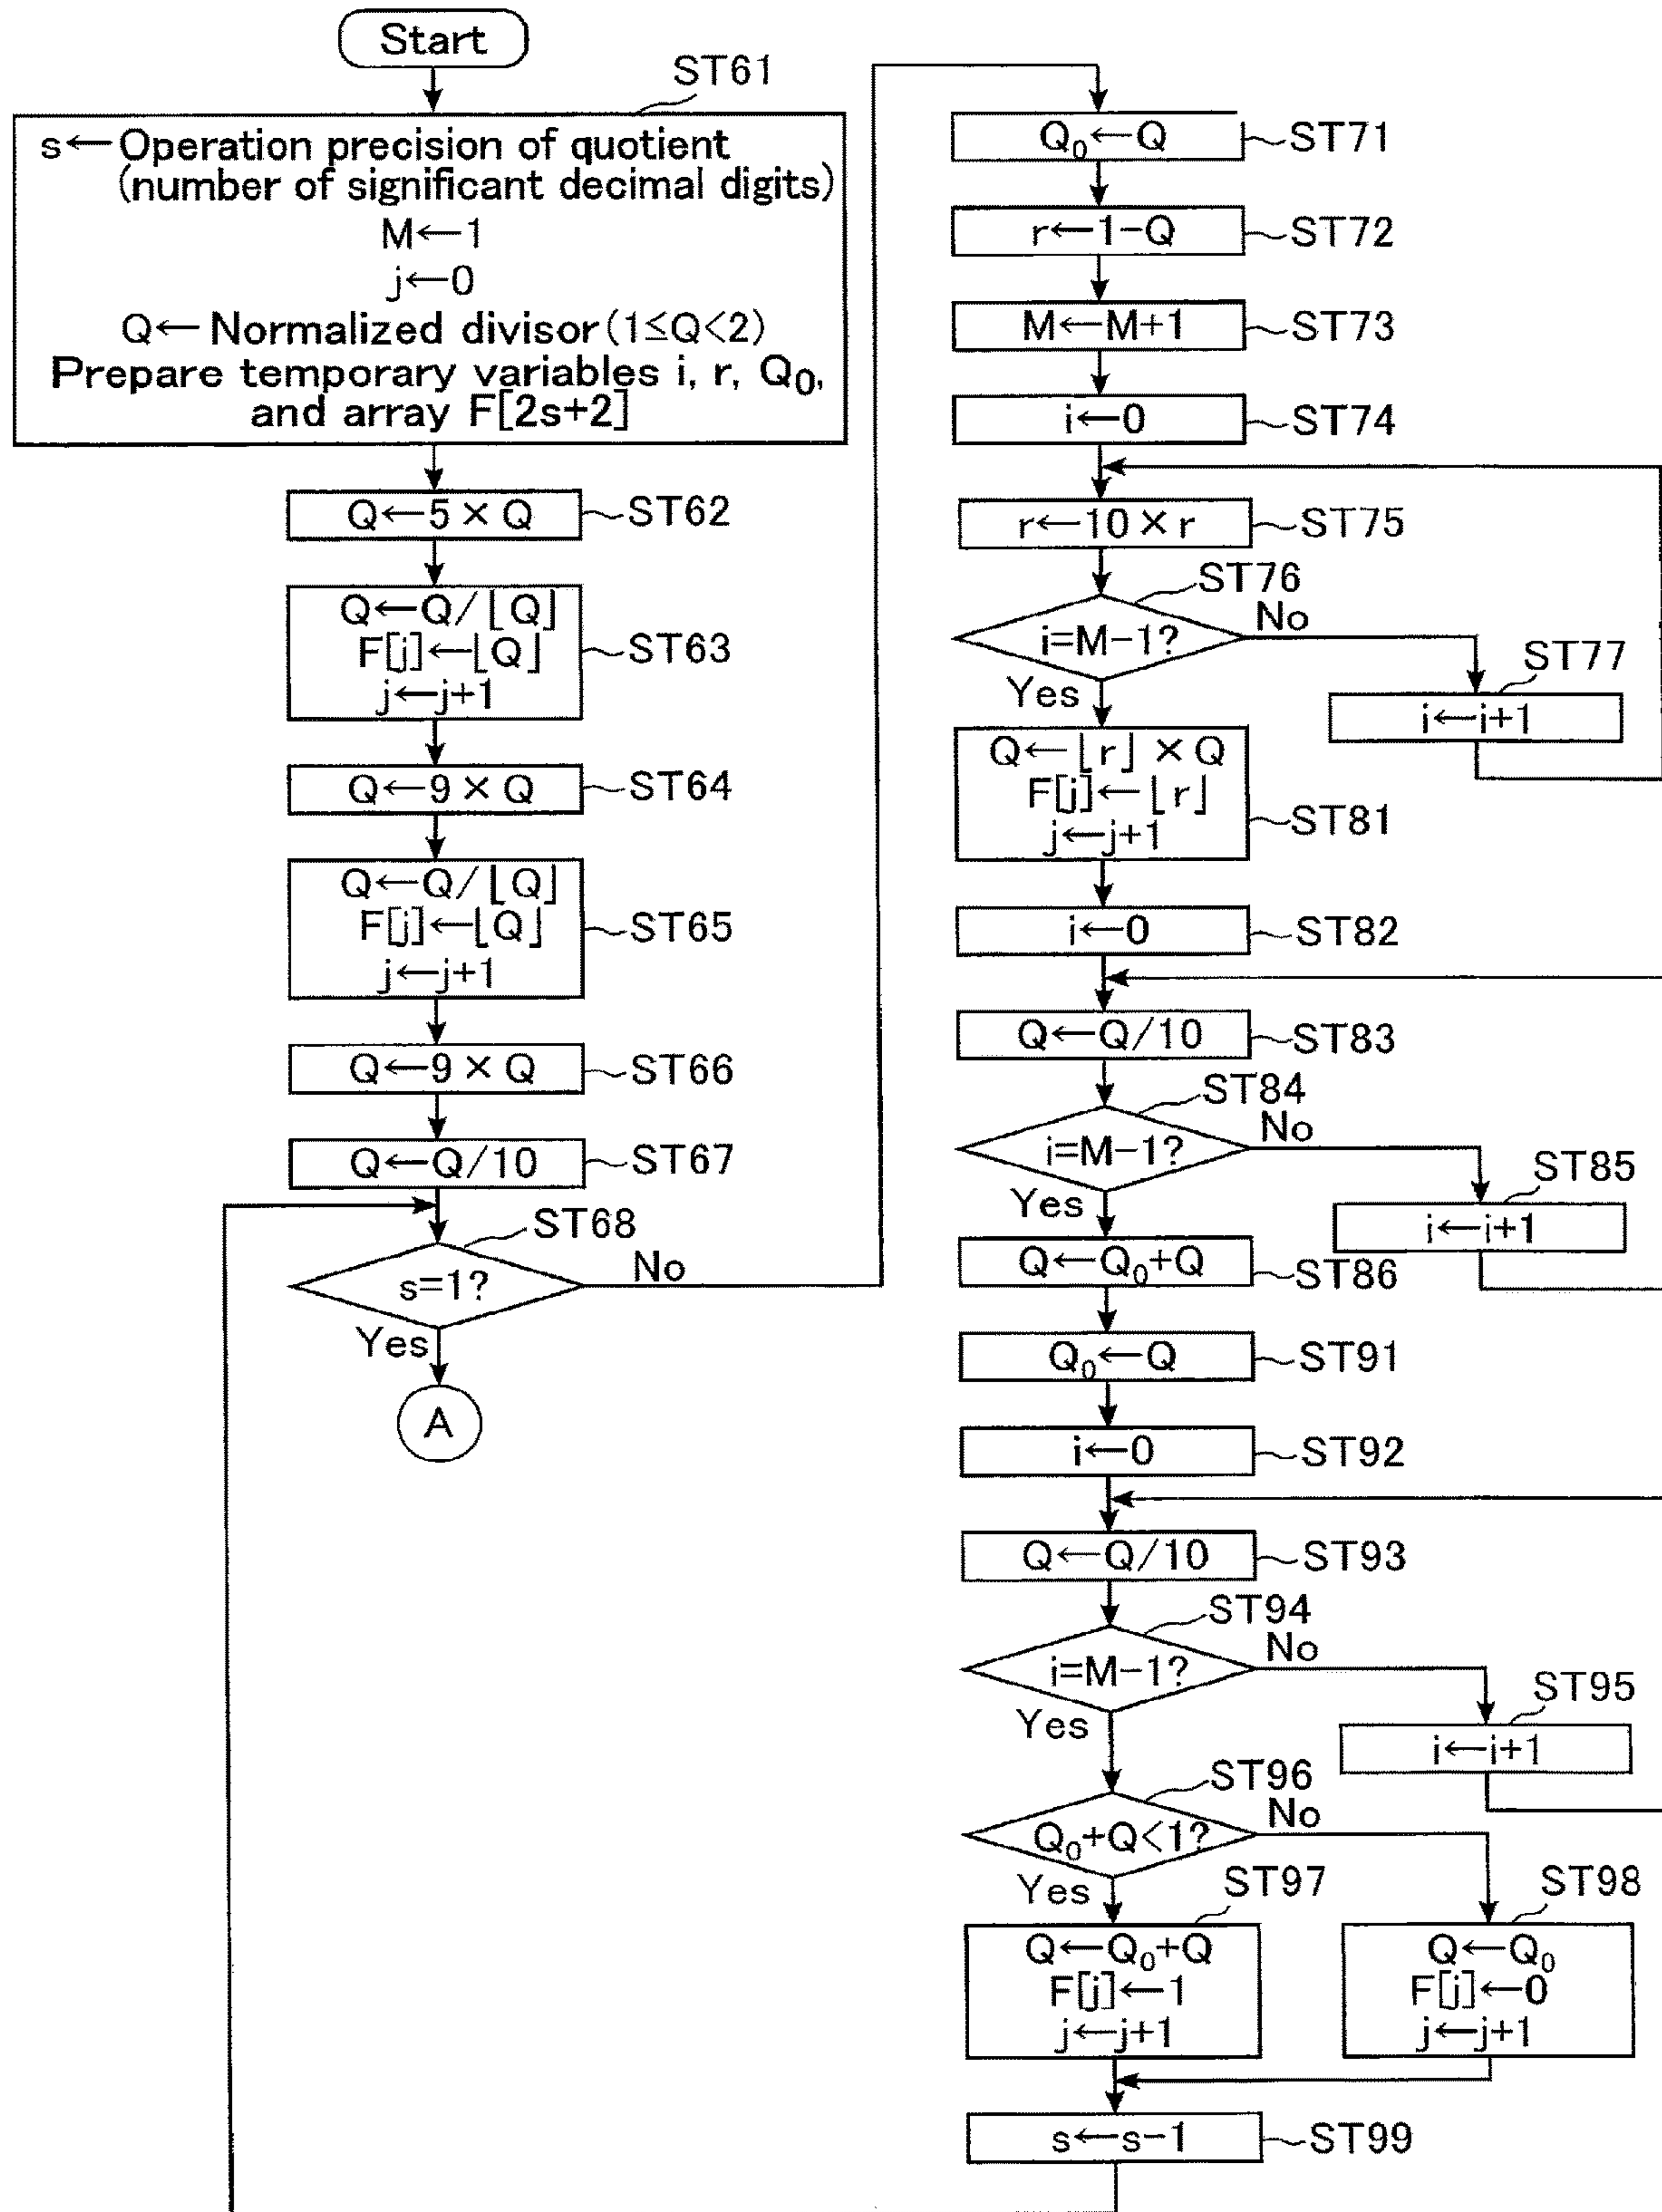 Start
ST61
s←Operation precision of quotient
(number of significant decimal digits)
M←1
j←0
Q←Normalized divisor(1≤Q<2)
Prepare temporary variables i, r, Q₀,
and array F[2s+2]
Q←5×Q
ST62
Q←Q/⌊Q⌋
F[j]←⌊Q⌋
j←j+1
ST63
Q←9×Q
ST64
Q←Q/⌊Q⌋
F[j]←⌊Q⌋
j←j+1
ST65
Q←9×Q
ST66
Q←Q/10
ST67
ST68
s=1?
No
Yes
A
Q₀←Q
ST71
r←1-Q
ST72
M←M+1
ST73
i←0
ST74
r←10×r
ST75
ST76
i=M-1?
No
Yes
ST77
i←i+1
Q←⌊r⌋×Q
F[j]←⌊r⌋
j←j+1
ST81
i←0
ST82
Q←Q/10
ST83
ST84
i=M-1?
No
Yes
ST85
i←i+1
Q←Q₀+Q
ST86
Q₀←Q
ST91
i←0
ST92
Q←Q/10
ST93
ST94
i=M-1?
No
Yes
ST95
i←i+1
ST96
Q₀+Q<1?
No
Yes
ST97
Q←Q₀+Q
F[j]←1
j←j+1
ST98
Q←Q₀
F[j]←0
j←j+1
s←s-1
ST99